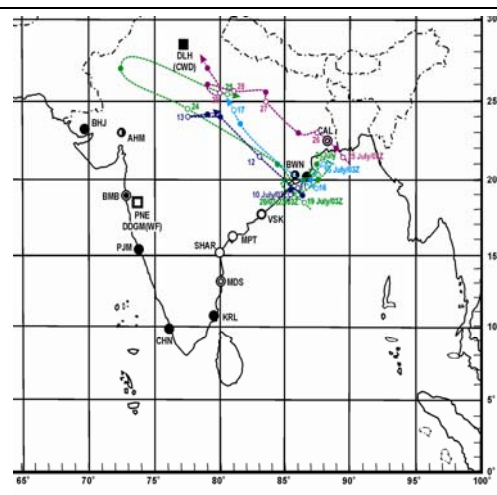 30
DLH
(CWD)
25
28
25
24
17
27
13
BHJ
AHM
26
CAL
25 July/03Z
12
BWN
20
BMB
PNE
DDGM(WF)
10 July/03Z
19 July/03Z
VSK
MPT
SHAR
PJM
15
MDS
KRL
CHN
10
5°
0°
65°
70°
75°
80°
85°
90°
95°
100°